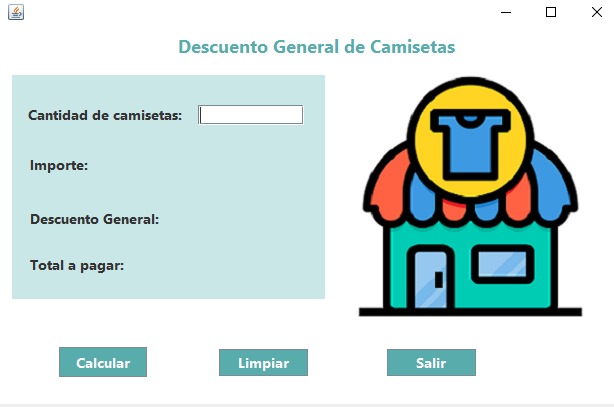 Descuento General de Camisetas
Cantidad de camisetas:
Importe:
Descuento General:
Total a pagar:
Calcular
Limpiar
Salir